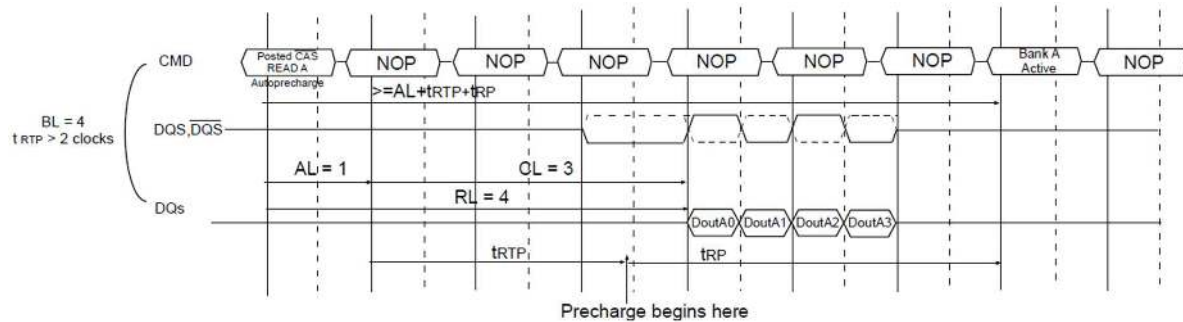 CMD
Posted CAS
READ A
Autoprecharge
NOP
NOP
NOP
NOP
NOP
NOP
Bank A
Active
NOP
>=AL+tRTP+tRP
BL = 4
t RTP > 2 clocks
DQS,DQS
AL = 1
CL = 3
RL = 4
DQs
DoutA0
DoutA1
DoutA2
DoutA3
tRTP
tRP
Precharge begins here